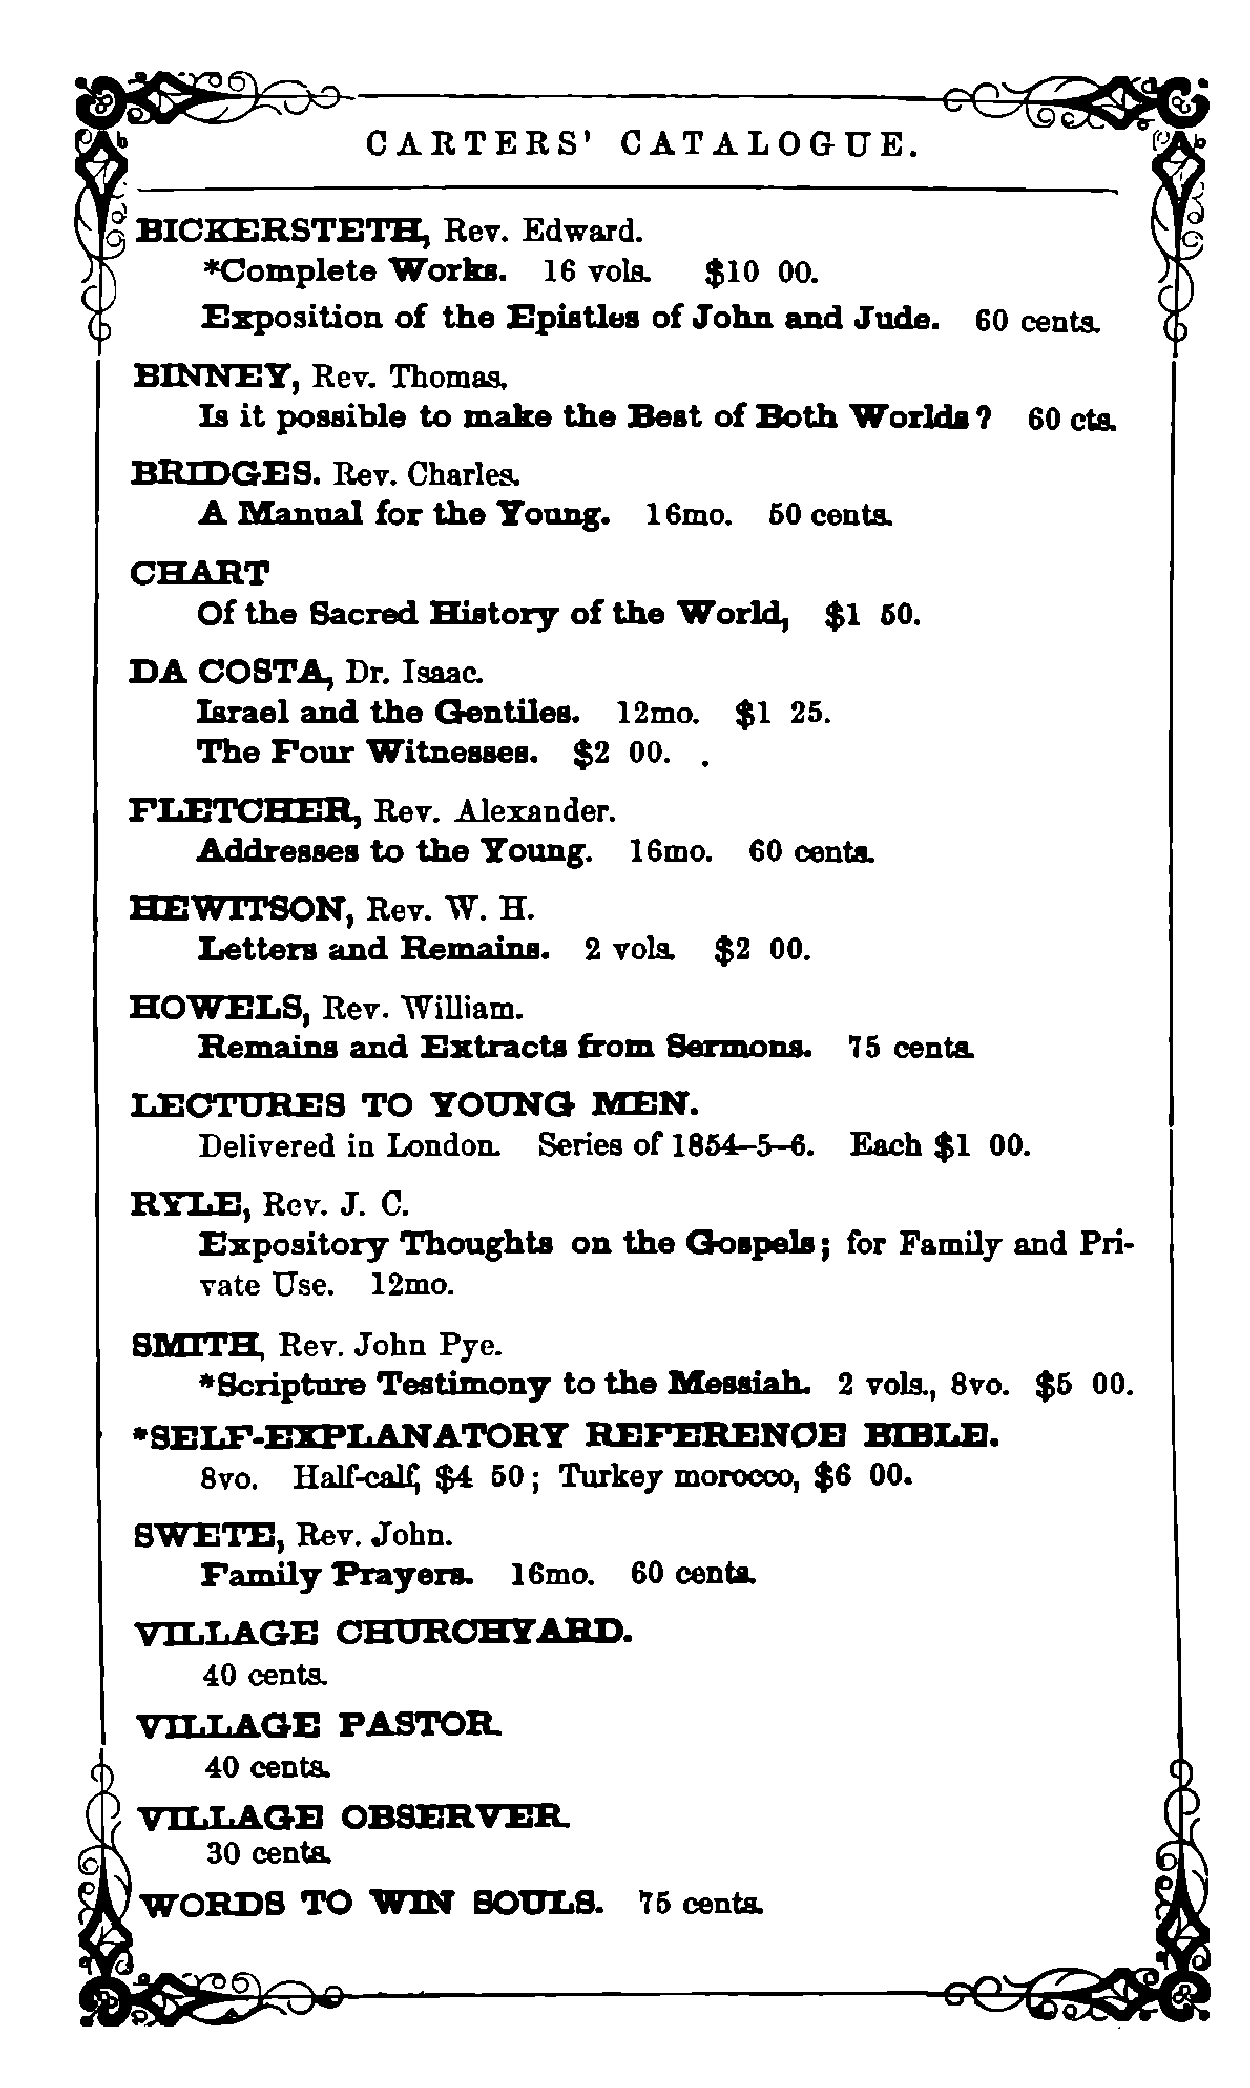 CARTERS' CATALOGUE.
BICKERSTETH, Rev. Edward.
*Complete Works. 16 vols. $10 00.
Exposition of the Epistles of John and Jude. 60 cents.
BINNEY, Rev. Thomas.
Is it possible to make the Best of Both Worlds? 60 cts.
BRIDGES. Rev. Charles.
A Manual for the Young. 16mo. 50 cents.
CHART
Of the Sacred History of the World, $1 50.
DA COSTA, Dr. Isaac.
Israel and the Gentiles. 12mo. $1 25.
The Four Witnesses. $2 00.
FLETCHER, Rev. Alexander.
Addresses to the Young. 16mo. 60 cents.
HEWITSON, Rev. W. H.
Letters and Remains. 2 vols. $2 00.
HOWELS, Rev. William.
Remains and Extracts from Sermons. 75 cents.
LECTURES TO YOUNG MEN.
Delivered in London. Series of 1854–5–6. Each $1 00.
RYLE, Rev. J. C.
Expository Thoughts on the Gospels; for Family and Pri-
vate Use. 12mo.
SMITH, Rev. John Pye.
*Scripture Testimony to the Messiah. 2 vols., 8vo. $5 00.
*SELF-EXPLANATORY REFERENCE BIBLE.
8vo. Half-calf, $4 50; Turkey morocco, $6 00.
SWETE, Rev. John.
Family Prayers. 16mo. 60 cents.
VILLAGE CHURCHYARD.
40 cents.
VILLAGE PASTOR.
40 cents.
VILLAGE OBSERVER.
30 cents.
WORDS TO WIN SOULS. 75 cents.